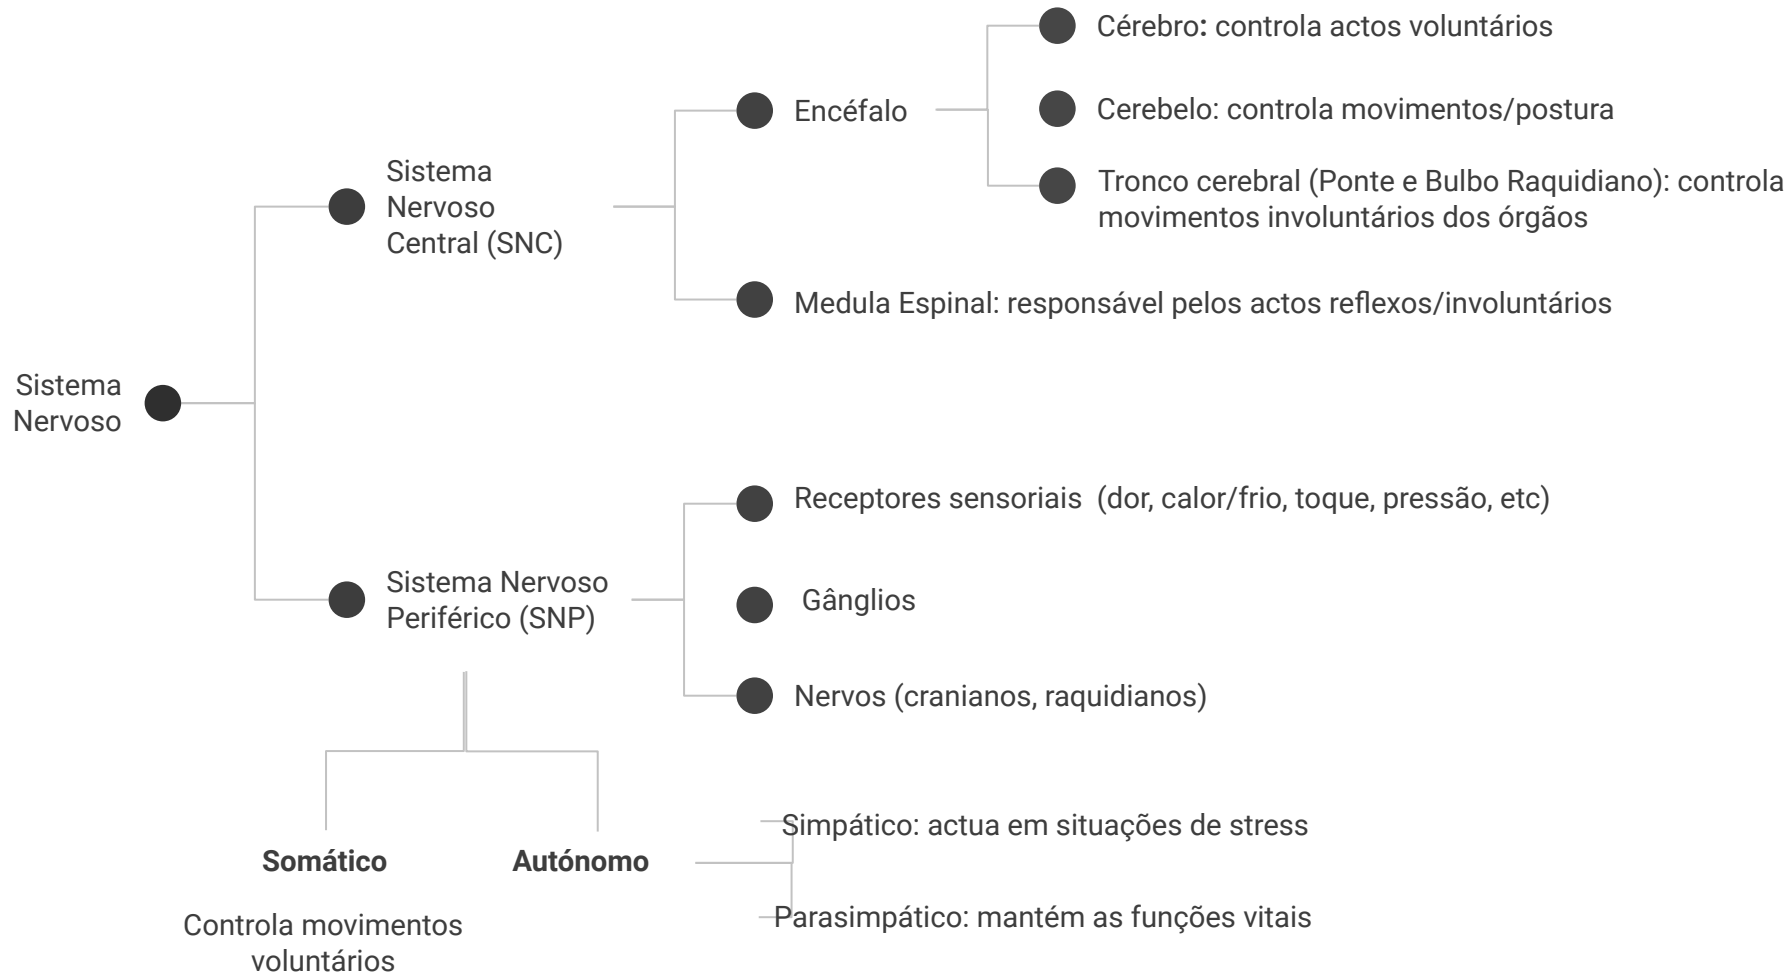 Cérebro: controla actos voluntários
Encéfalo
Cerebelo: controla movimentos/postura
Sistema
Nervoso
Central (SNC)
Tronco cerebral (Ponte e Bulbo Raquidiano): controla
movimentos involuntários dos órgãos
Medula Espinal: responsável pelos actos reflexos/involuntários
Sistema
Nervoso
Receptores sensoriais (dor, calor/frio, toque, pressão, etc)
Sistema Nervoso
Periférico (SNP)
Gânglios
Nervos (cranianos, raquidianos)
Somático
Autónomo
Simpático: actua em situações de stress
Parasimpático: mantém as funções vitais
Controla movimentos
voluntários